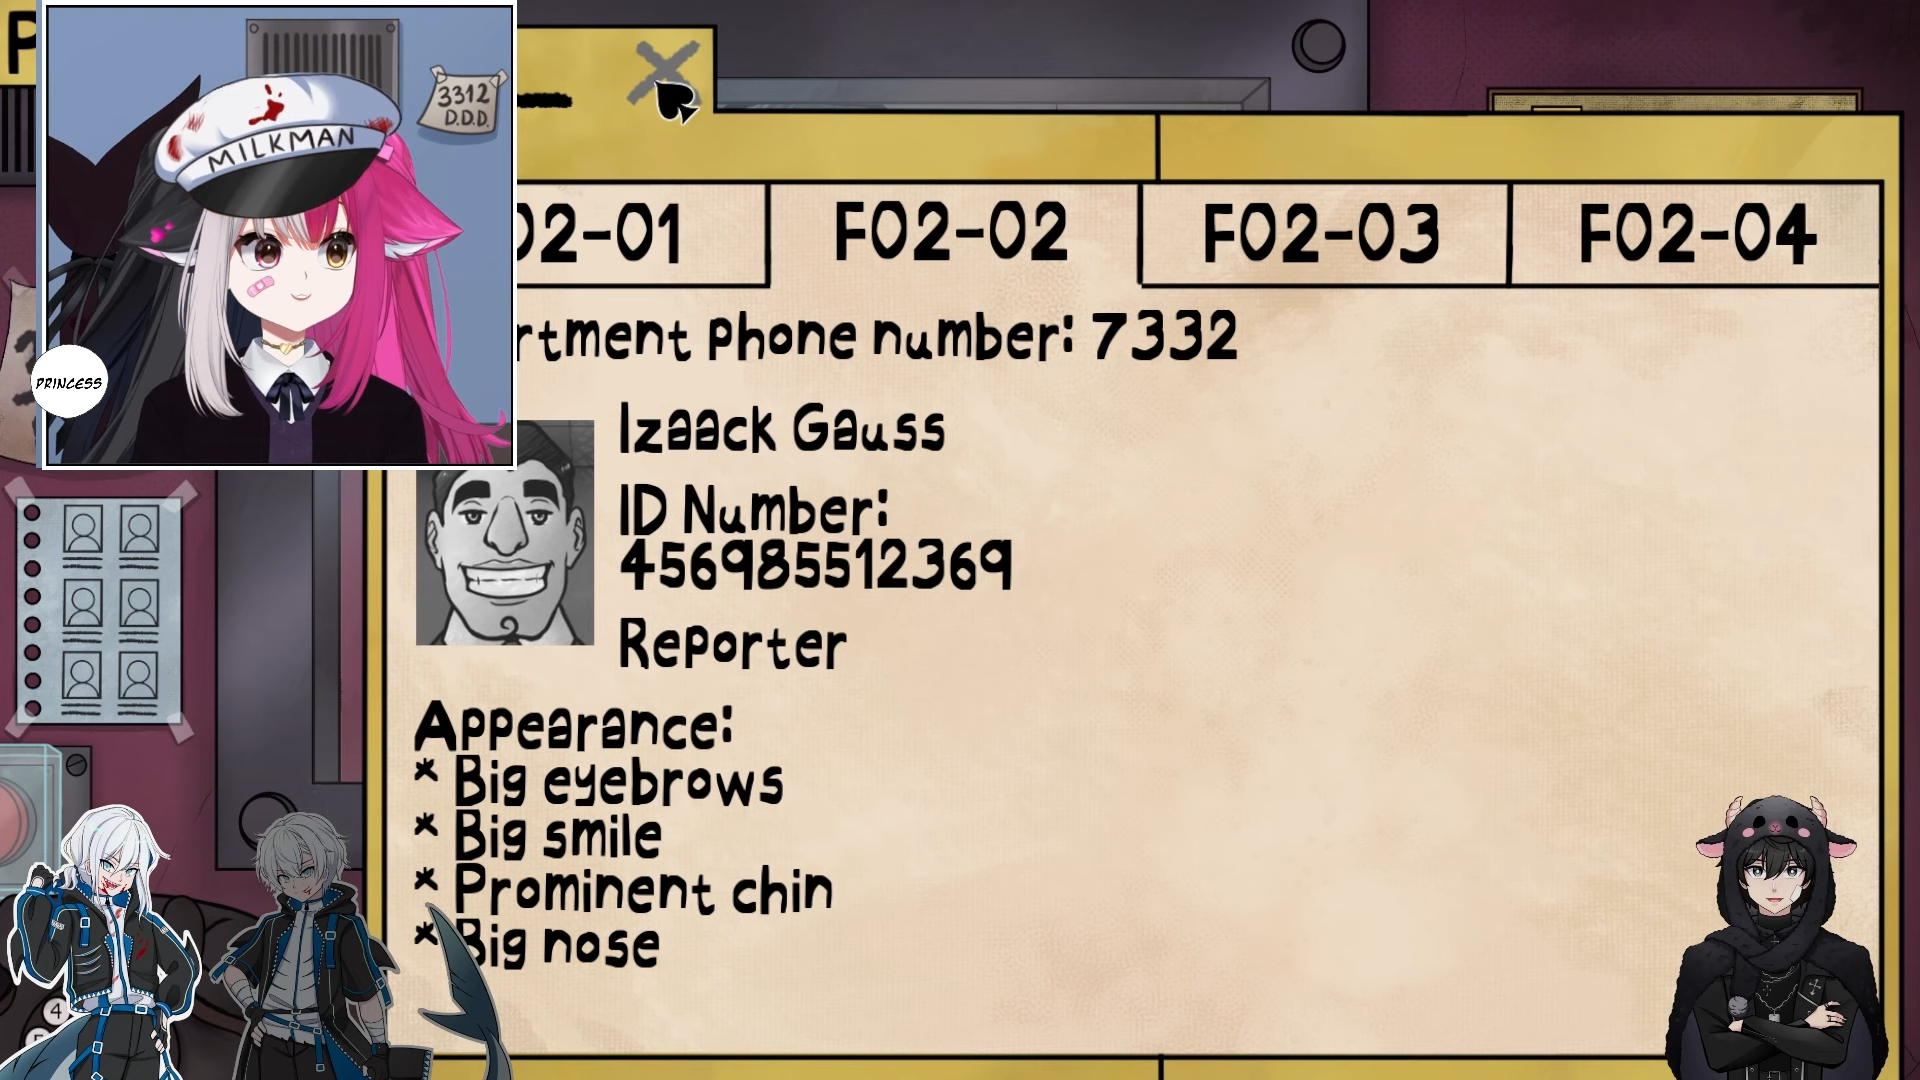 P
3312
D.D.D.
MILKMAN
PRINCESS
02-01
F02-02
F02-03
F02-04
rtment phone number: 7332
Izaack Gauss
ID Number:
456985512369
Reporter
Appearance:
* Big eyebrows
* Big smile
* Prominent chin
* Big nose
4